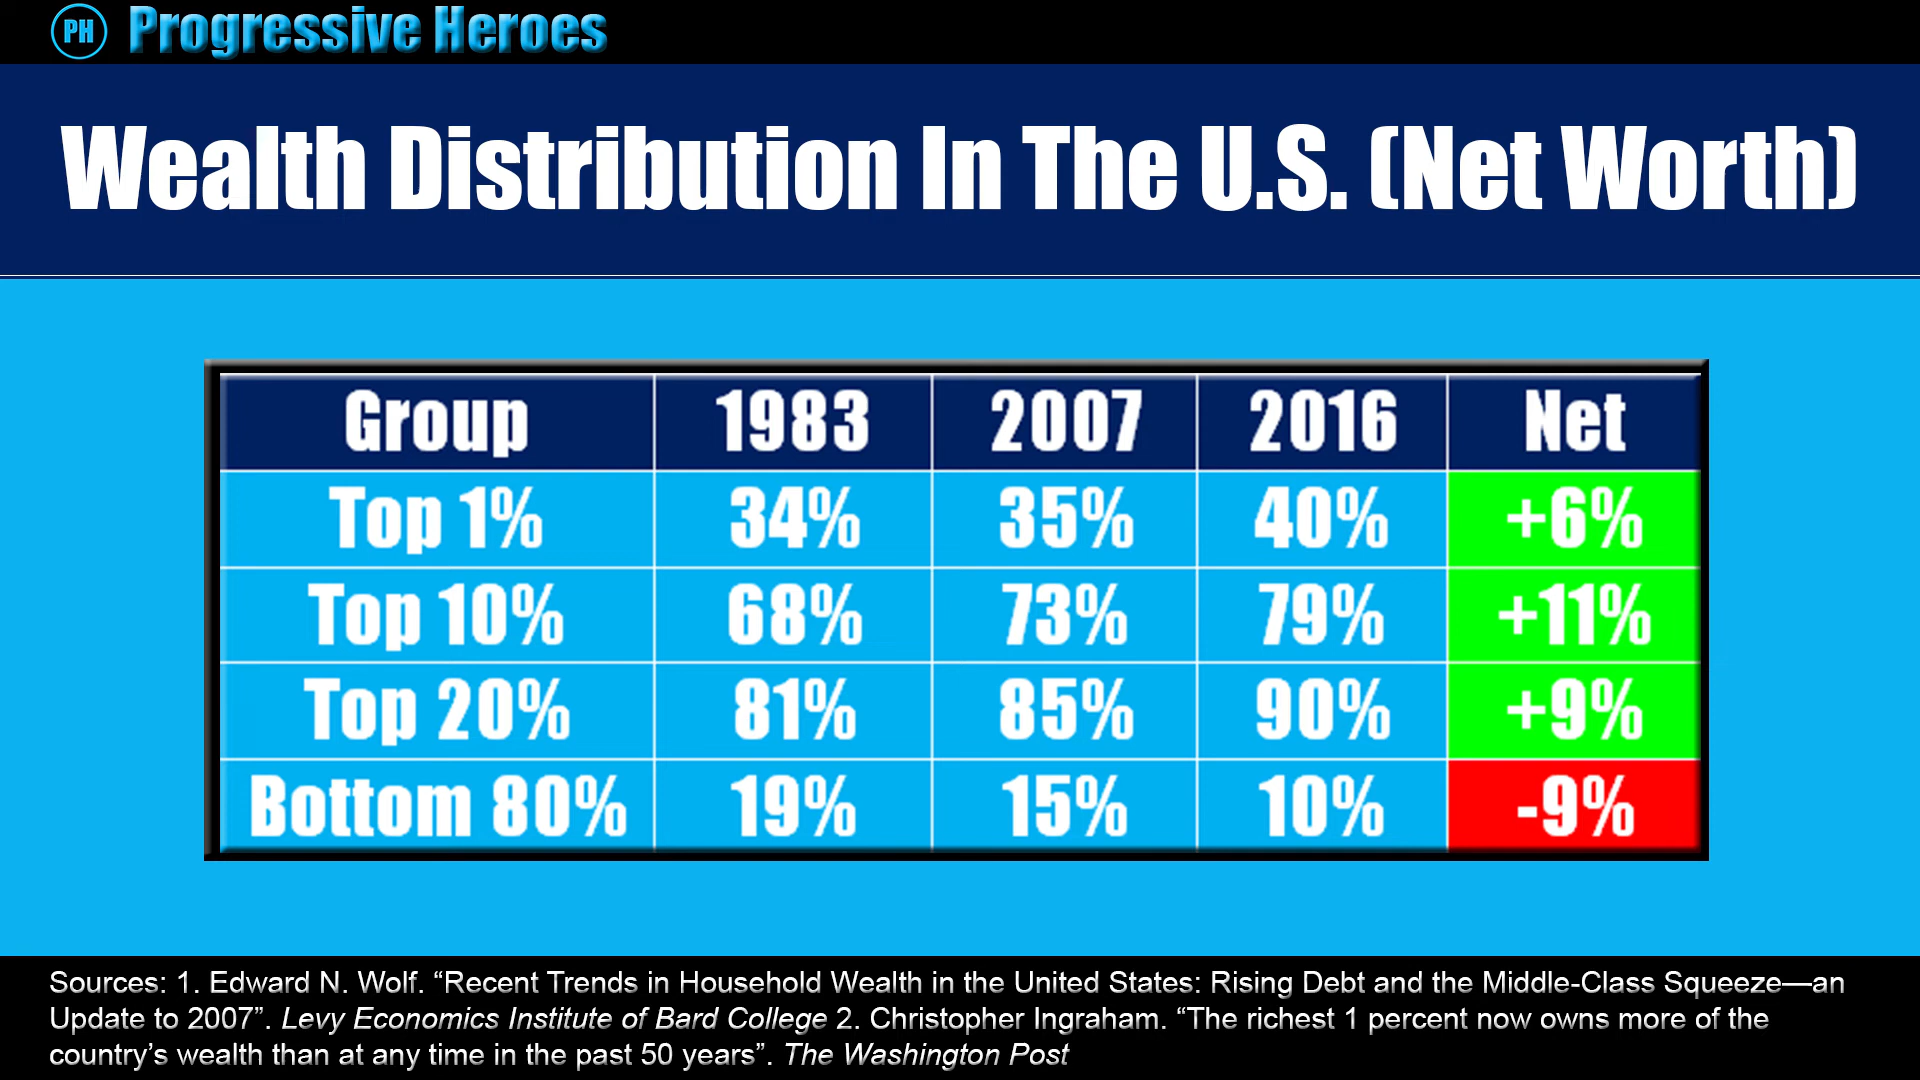 PH Progressive Heroes
Wealth Distribution In The U.S. (Net Worth)
Group 1983 2007 2016 Net
Top 1% 34% 35% 40% +6%
Top 10% 68% 73% 79% +11%
Top 20% 81% 85% 90% +9%
Bottom 80% 19% 15% 10% -9%
Sources: 1. Edward N. Wolf. “Recent Trends in Household Wealth in the United States: Rising Debt and the Middle-Class Squeeze—an
Update to 2007”. Levy Economics Institute of Bard College 2. Christopher Ingraham. “The richest 1 percent now owns more of the
country’s wealth than at any time in the past 50 years”. The Washington Post